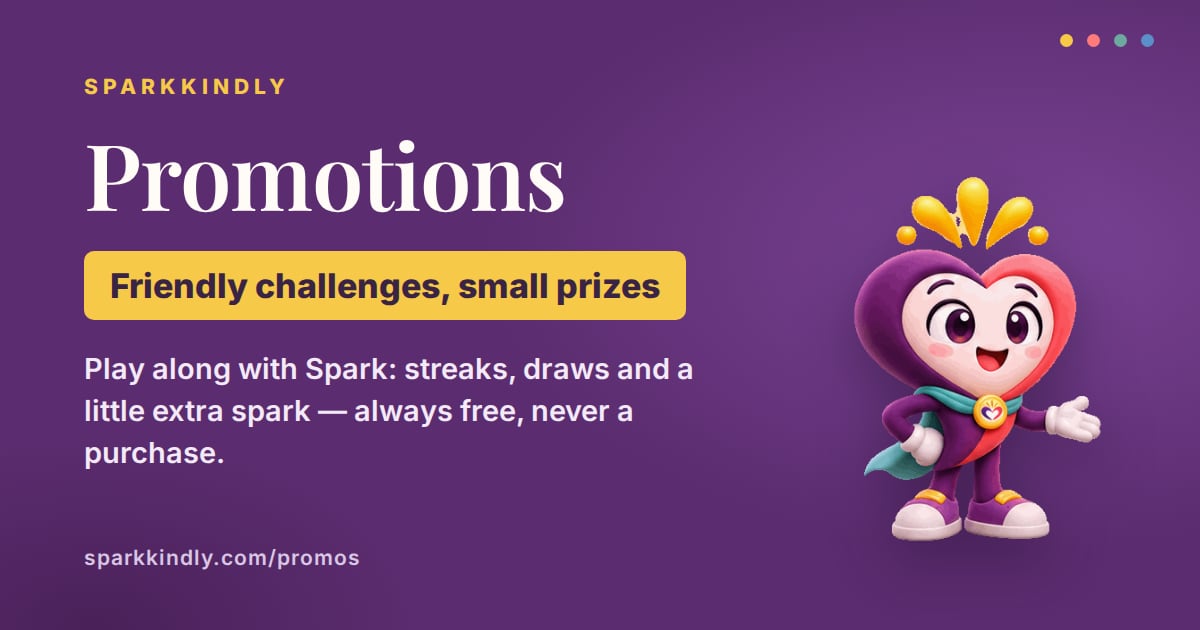 SPARKKINDLY
Promotions
Friendly challenges, small prizes
Play along with Spark: streaks, draws and a
little extra spark — always free, never a
purchase.
sparkkindly.com/promos